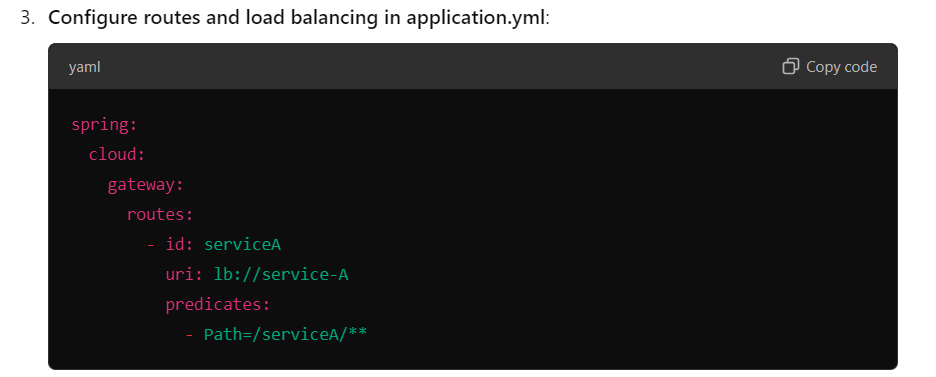 3. Configure routes and load balancing in application.yml:
yaml
Copy code
spring:
  cloud:
    gateway:
      routes:
        - id: serviceA
          uri: lb://service-A
          predicates:
            - Path=/serviceA/**